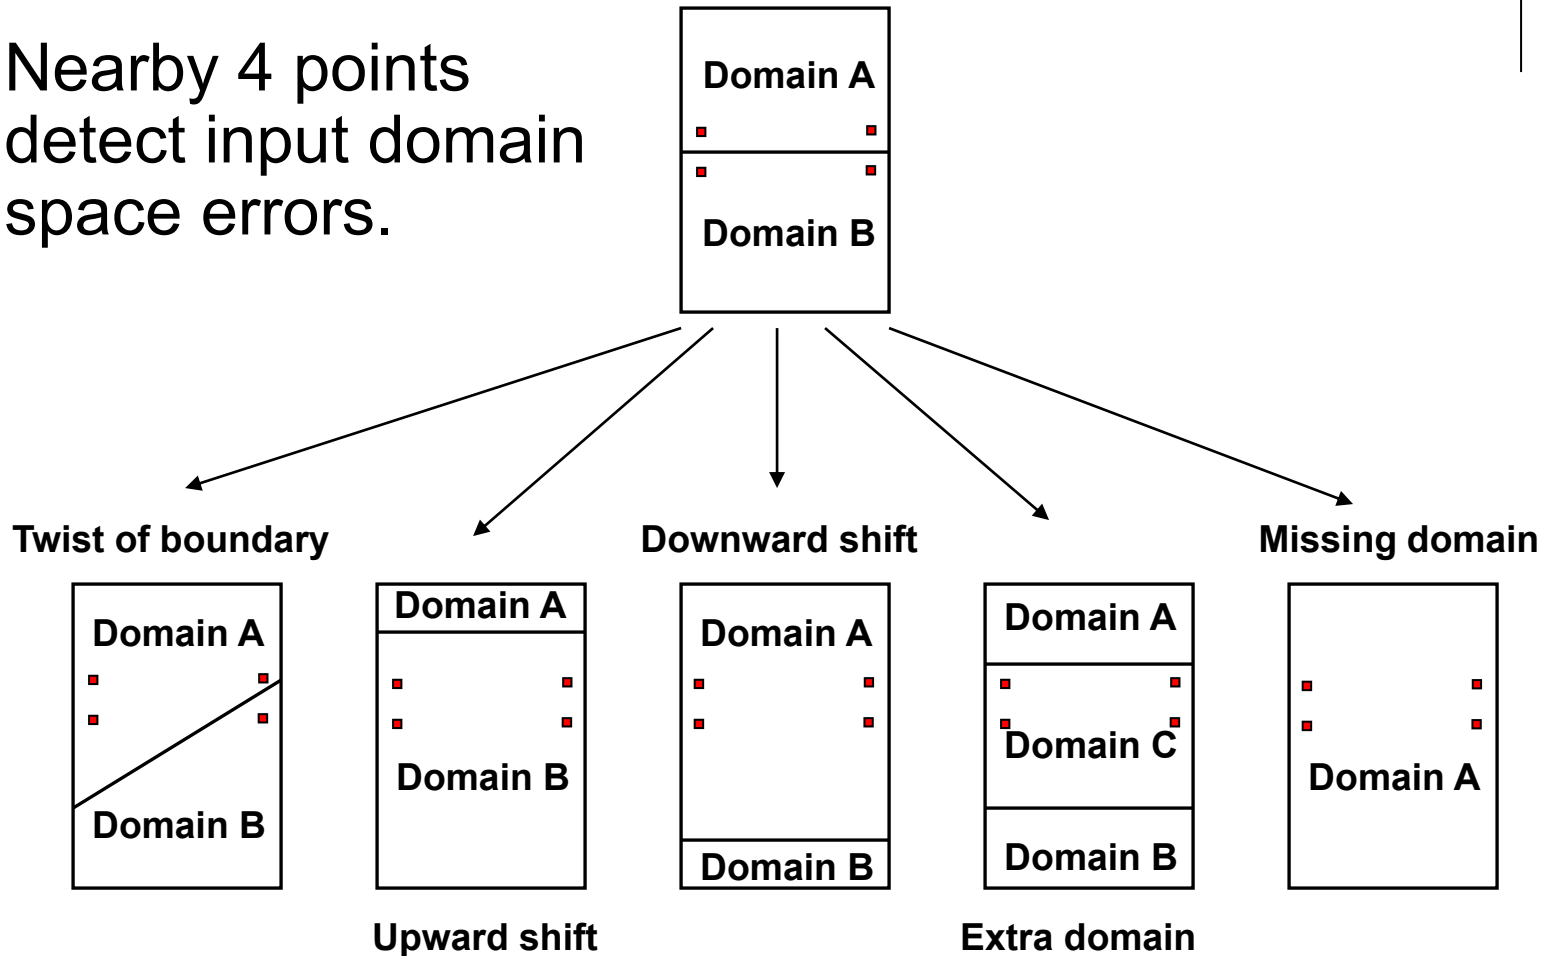 Nearby 4 points
detect input domain
space errors.
Domain A
Domain B
Twist of boundary
Downward shift
Missing domain
Domain A
Domain B
Domain A
Domain B
Domain A
Domain B
Domain A
Domain C
Domain B
Domain A
Upward shift
Extra domain